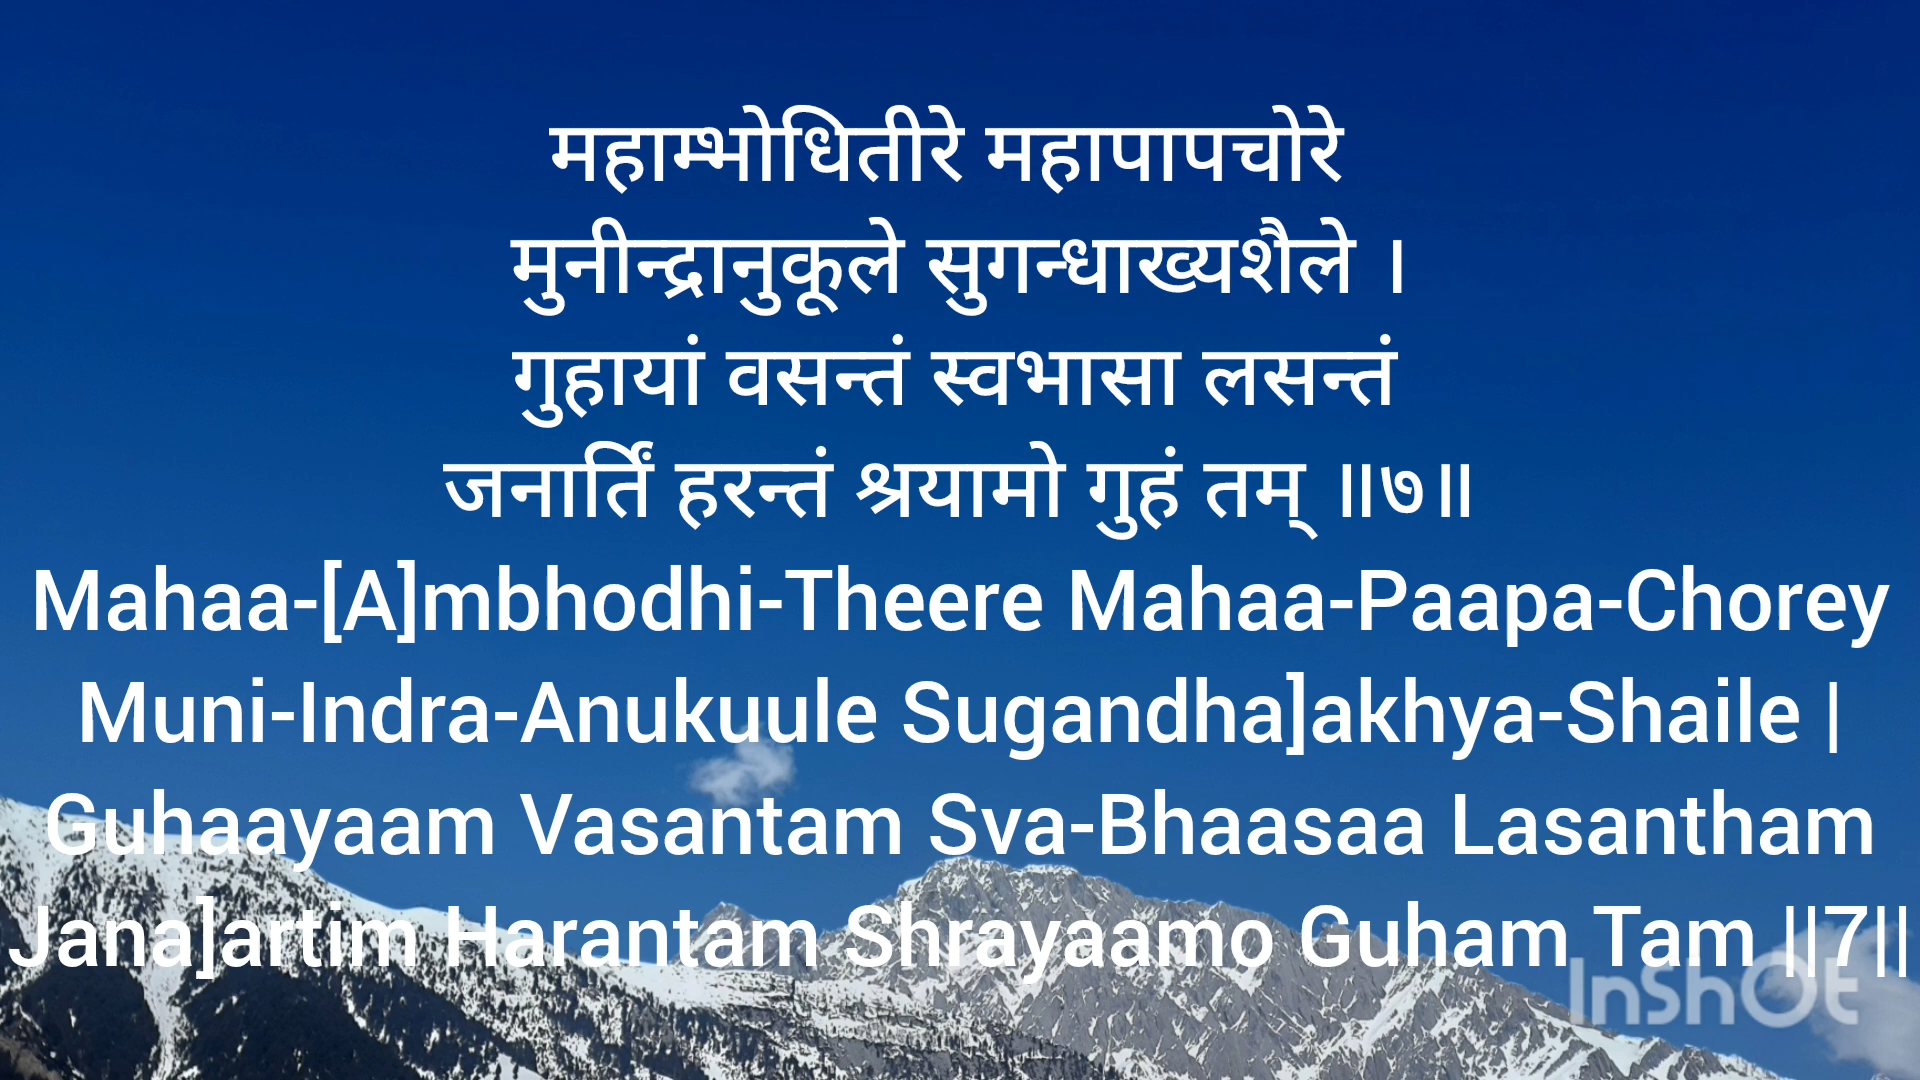 महाम्भोधितीरे महापापचोरे
मुनीन्द्रानुकूले सुगन्धाख्यशैले ।
गुहायां वसन्तं स्वभासा लसन्तं
जनार्तिं हरन्तं श्रयामो गुहं तम् ॥७॥
Mahaa-[A]mbhodhi-Theere Mahaa-Paapa-Chorey
Muni-Indra-Anukuule Sugandha]akhya-Shaile |
Guhaayaam Vasantam Sva-Bhaasaa Lasantham
Jana]artim Harantam Shrayaamo Guham Tam ||7||
InShOt